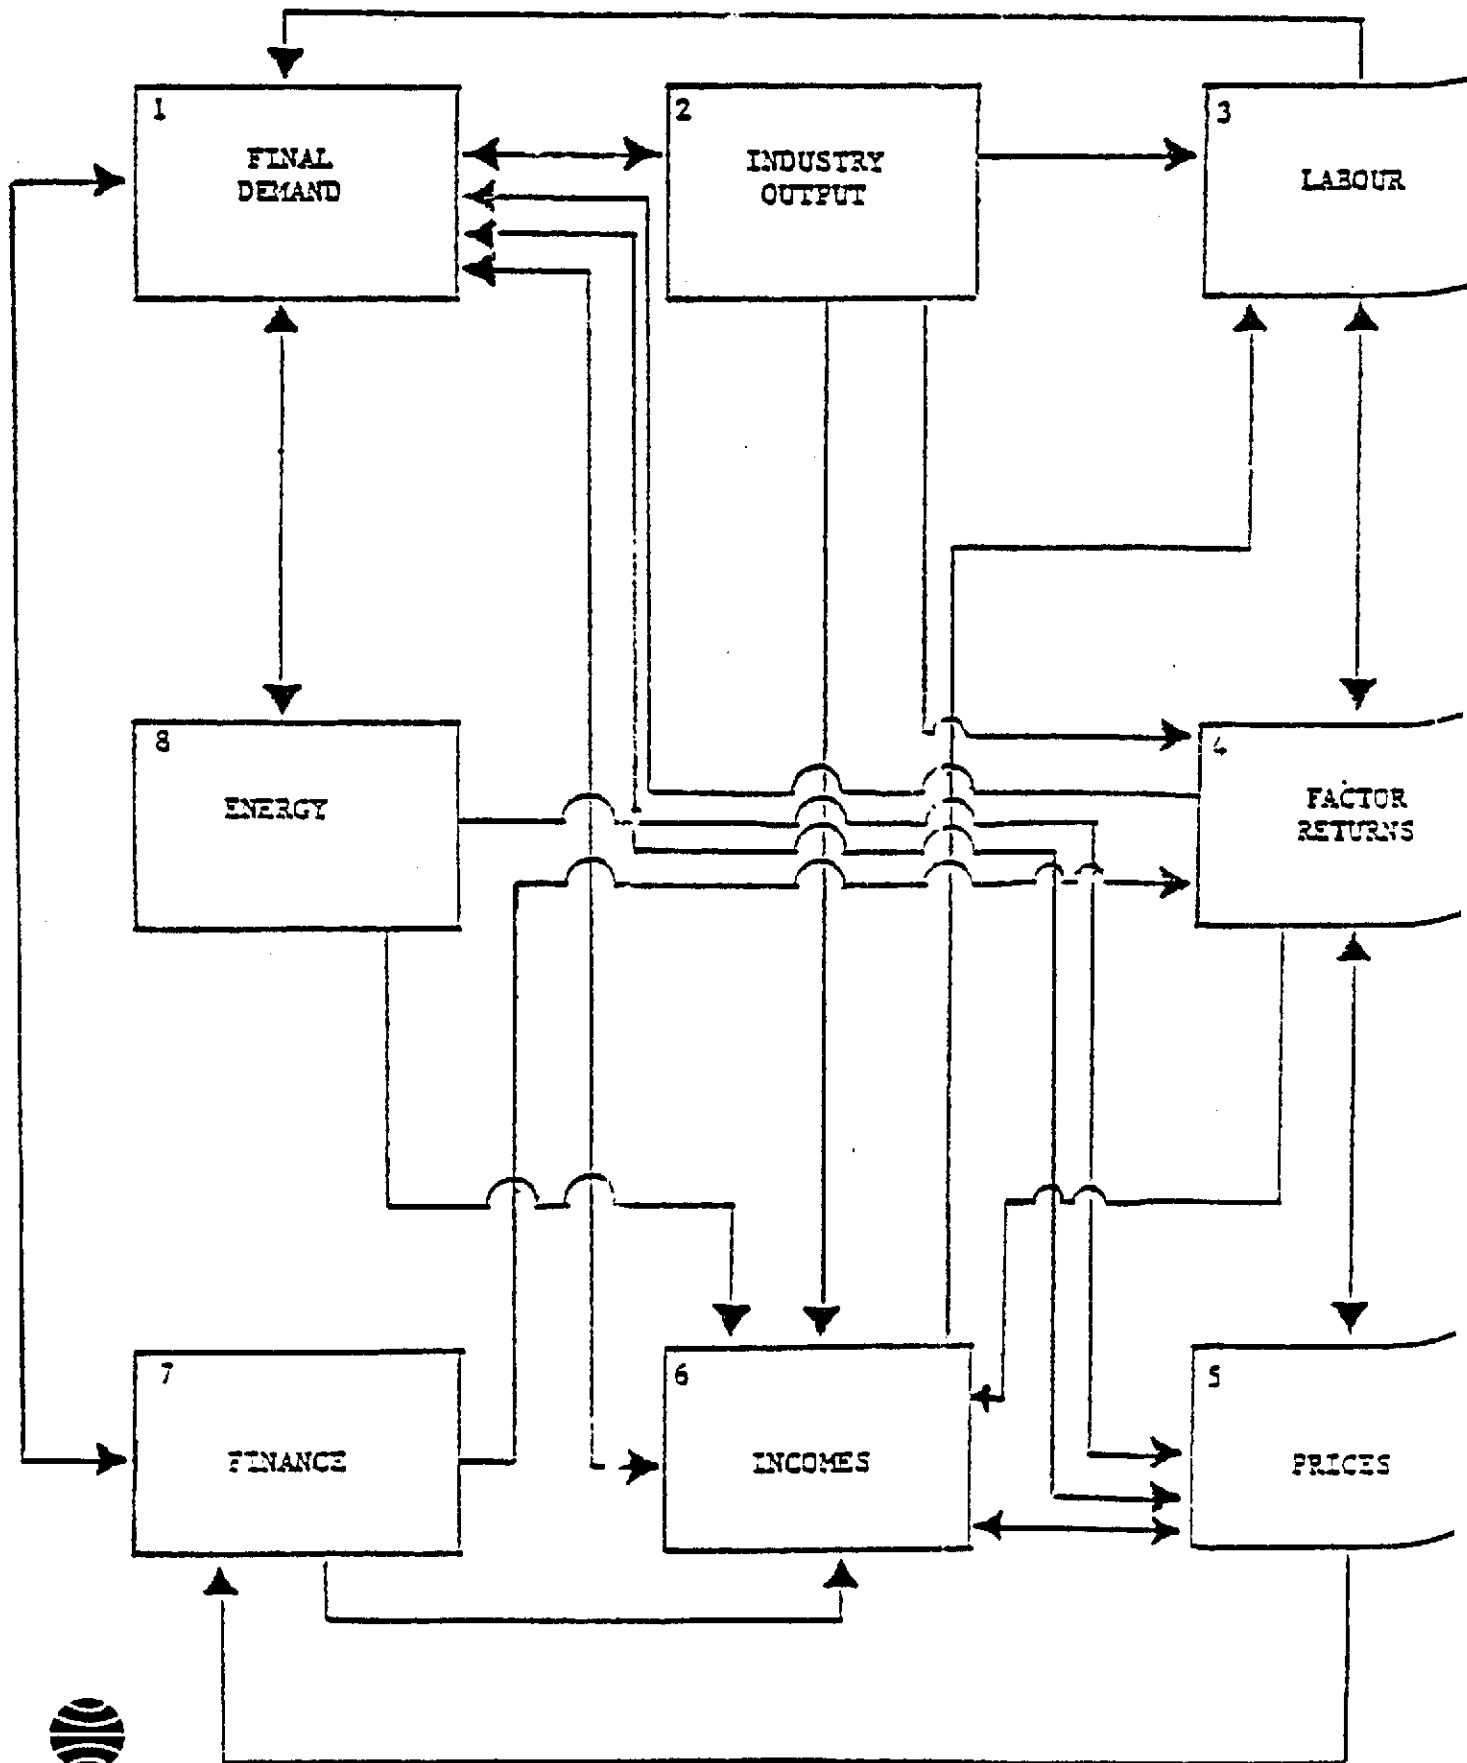 1
FINAL
DEMAND
2
INDUSTRY
OUTPUT
3
LABOUR
8
ENERGY
4
FACTOR
RETURNS
7
FINANCE
6
INCOMES
5
PRICES